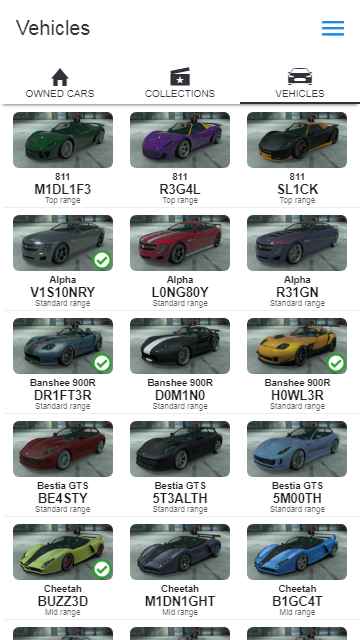 Vehicles
OWNED CARS COLLECTIONS VEHICLES
811 811 811
M1DL1F3 R3G4L SL1CK
Top range Top range Top range
Alpha Alpha Alpha
V1S10NRY L0NG80Y R31GN
Standard range Standard range Standard range
Banshee 900R Banshee 900R Banshee 900R
DR1FT3R D0M1N0 H0WL3R
Standard range Standard range Standard range
Bestia GTS Bestia GTS Bestia GTS
BE4STY 5T34LTH 5M00TH
Standard range Standard range Standard range
Cheetah Cheetah Cheetah
BUZZ3D M1DN1GHT B1GC4T
Mid range Mid range Mid range